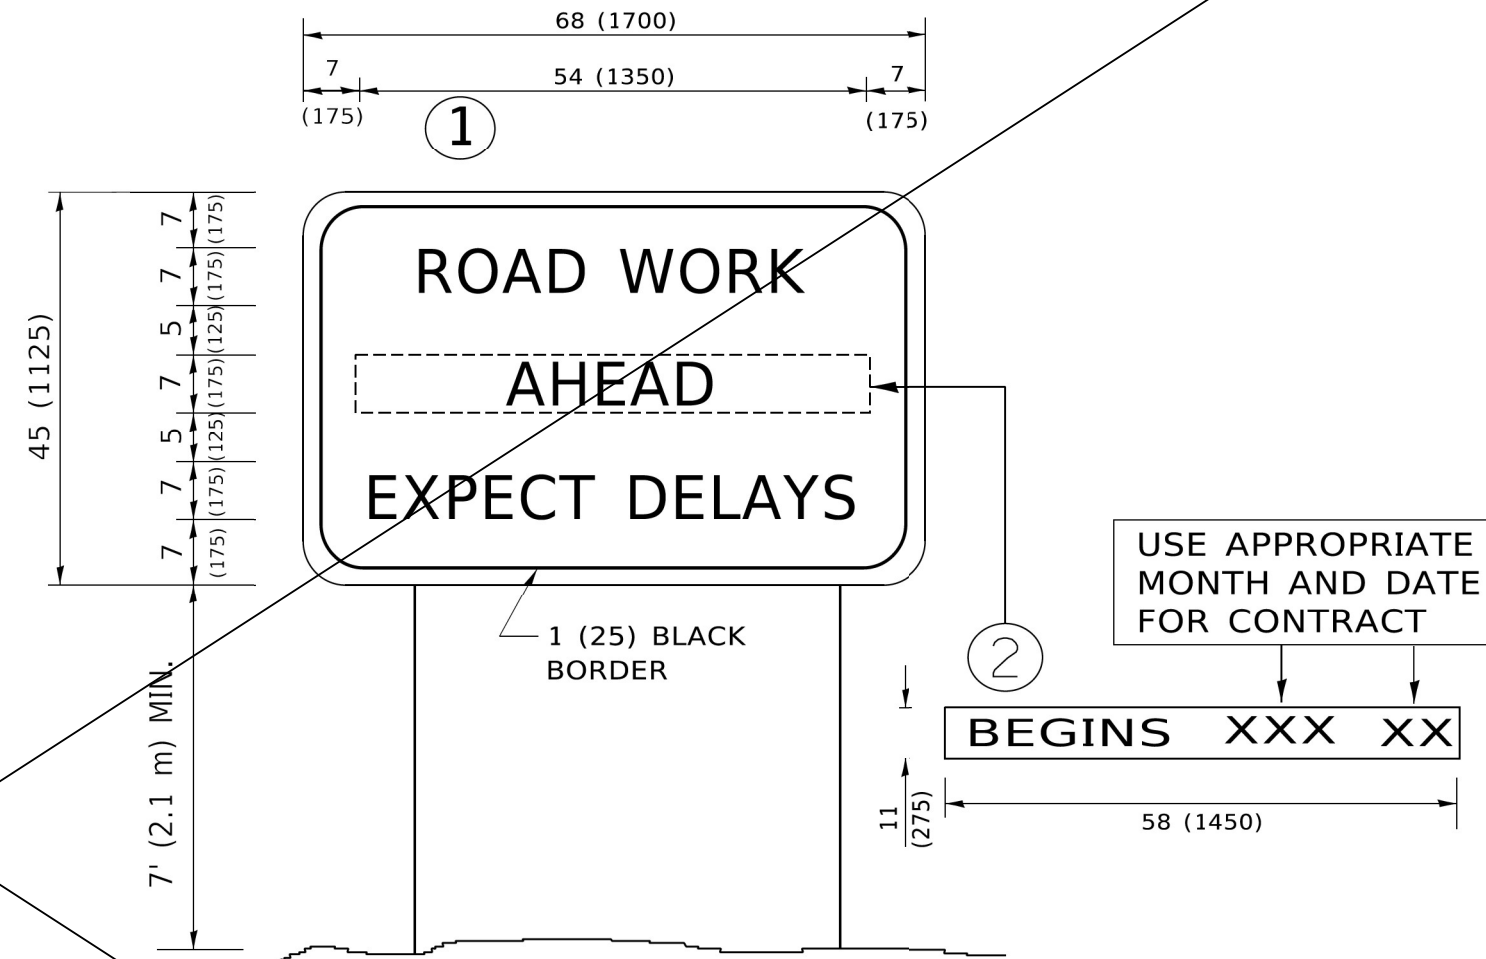 68 (1700)
7
54 (1350)
7
(175)
(175)
1
ROAD WORK
AHEAD
EXPECT DELAYS
45 (1125)
7
(175)
7
(175)
5
(125)
7
(175)
5
(125)
7
(175)
7
(175)
7' (2.1 m) MIN.
1 (25) BLACK
BORDER
USE APPROPRIATE
MONTH AND DATE
FOR CONTRACT
2
BEGINS XXX XX
11
(275)
58 (1450)